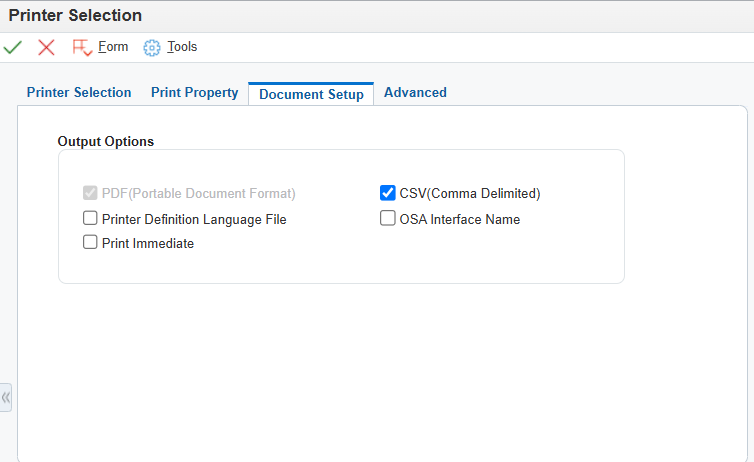 Printer Selection
Form Tools
Printer Selection Print Property Document Setup Advanced
Output Options
PDF(Portable Document Format) CSV(Comma Delimited)
Printer Definition Language File OSA Interface Name
Print Immediate